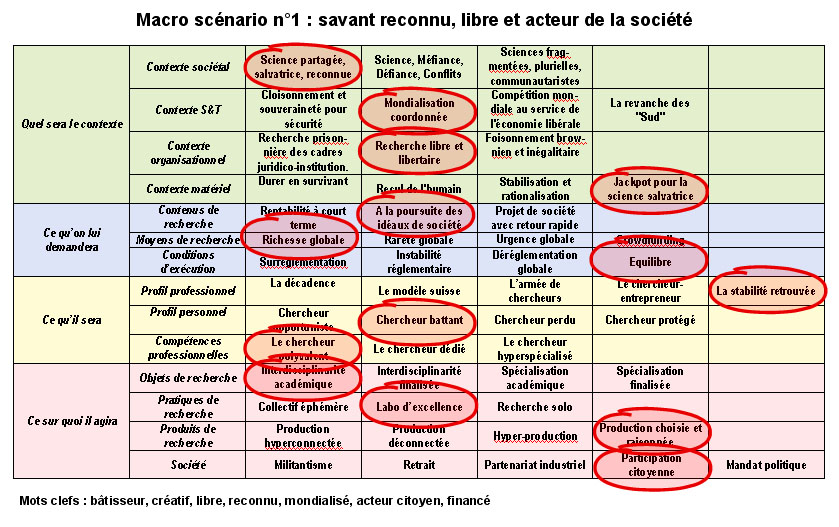 Macro scénario n°1 : savant reconnu, libre et acteur de la société
Quel sera le contexte
Contexte sociétal
Science partagée,
salvatrice, reconnue
Science, Méfiance,
Défiance, Conflits
Sciences frag-
mentées, plurielles,
communautaristes
Contexte S&T
Cloisonnement et
souveraineté pour
sécurité
Mondialisation
coordonnée
Compétition mon-
diale au service de
l'économie libérale
La revanche des
"Sud"
Contexte
organisationnel
Recherche prison-
nière des cadres
juridico-institution.
Recherche libre et
libertaire
Foisonnement brow-
nien et inégalitaire
Contexte matériel
Durer en survivant
Recul de l'humain
Stabilisation et
rationalisation
Jackpot pour la
science salvatrice
Ce qu'on lui
demandera
Contenus de
recherche
Rentabilité à court
terme
A la poursuite des
idéaux de société
Projet de société
avec retour rapide
Moyens de recherche
Richesse globale
Rareté globale
Urgence globale
Crowfunding
Conditions
d'exécution
Surréglementation
Instabilité
réglementaire
Déréglementation
globale
Equilibre
Ce qu'il sera
Profil professionnel
La décadence
Le modèle suisse
L'armée de
chercheurs
Le chercheur-
entrepreneur
La stabilité retrouvée
Profil personnel
Chercheur
opportuniste
Chercheur battant
Chercheur perdu
Chercheur protégé
Compétences
professionnelles
Le chercheur
polyvalent
Le chercheur dédié
Le chercheur
hyperspécialisé
Ce sur quoi il agira
Objets de recherche
Interdisciplinarité
académique
Interdisciplinarité
finalisée
Spécialisation
académique
Spécialisation
finalisée
Pratiques de
recherche
Collectif éphémère
Labo d'excellence
Recherche solo
Produits de
recherche
Production
hyperconnectée
Production
déconnectée
Hyper-production
Production choisie et
raisonnée
Société
Militantisme
Retrait
Partenariat industriel
Participation
citoyenne
Mandat politique
Mots clefs : bâtisseur, créatif, libre, reconnu, mondialisé, acteur citoyen, financé